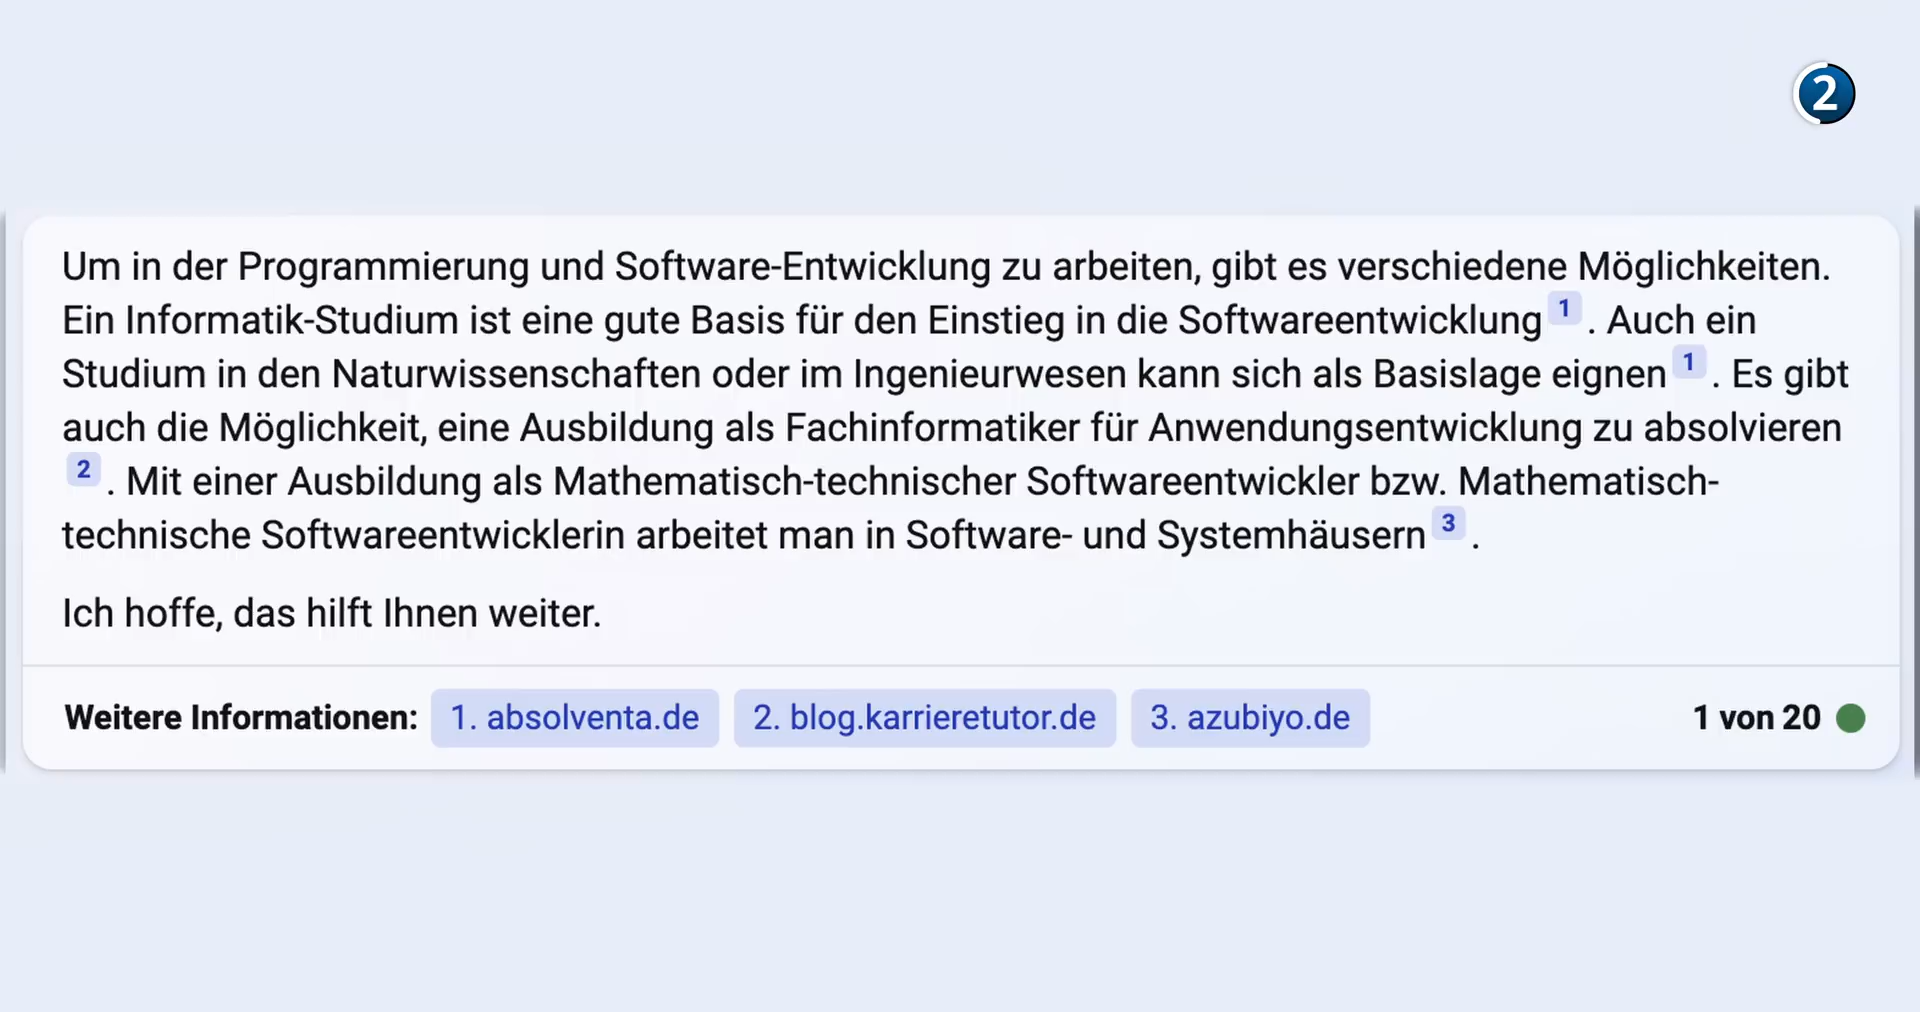 2
Um in der Programmierung und Software-Entwicklung zu arbeiten, gibt es verschiedene Möglichkeiten.
Ein Informatik-Studium ist eine gute Basis für den Einstieg in die Softwareentwicklung 1 . Auch ein
Studium in den Naturwissenschaften oder im Ingenieurwesen kann sich als Basislage eignen 1 . Es gibt
auch die Möglichkeit, eine Ausbildung als Fachinformatiker für Anwendungsentwicklung zu absolvieren
2 . Mit einer Ausbildung als Mathematisch-technischer Softwareentwickler bzw. Mathematisch-
technische Softwareentwicklerin arbeitet man in Software- und Systemhäusern 3 .
Ich hoffe, das hilft Ihnen weiter.
Weitere Informationen: 1. absolventa.de 2. blog.karrieretutor.de 3. azubiyo.de 1 von 20